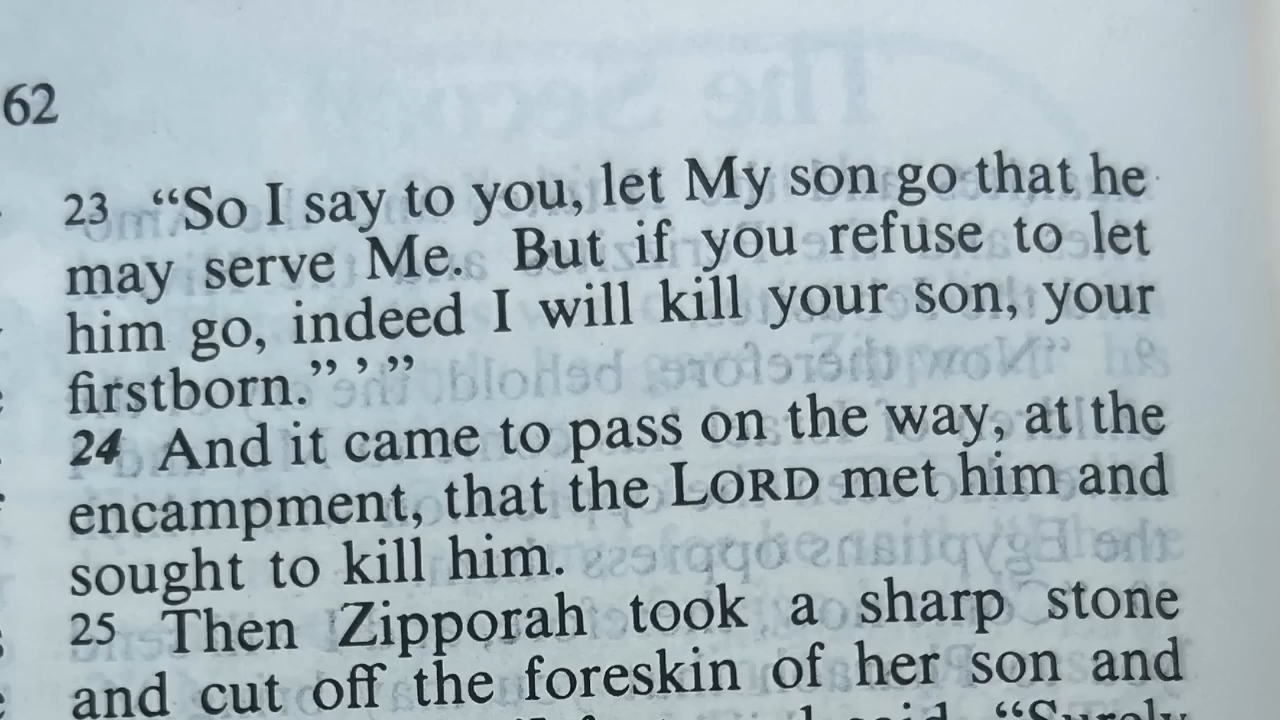 62
23 “So I say to you, let My son go that he
may serve Me. But if you refuse to let
him go, indeed I will kill your son, your
firstborn.” ’ ”
24 And it came to pass on the way, at the
encampment, that the LORD met him and
sought to kill him.
25 Then Zipporah took a sharp stone
and cut off the foreskin of her son and
said, “Surely